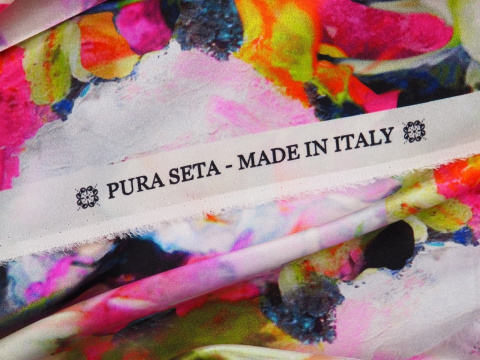 PURA SETA - MADE IN ITALY